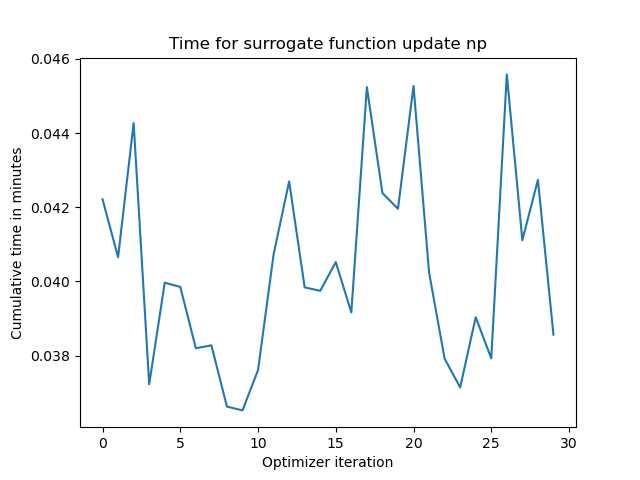 Time for surrogate function update np
0.046
0.044
0.042
0.040
0.038
Cumulative time in minutes
0 5 10 15 20 25 30
Optimizer iteration